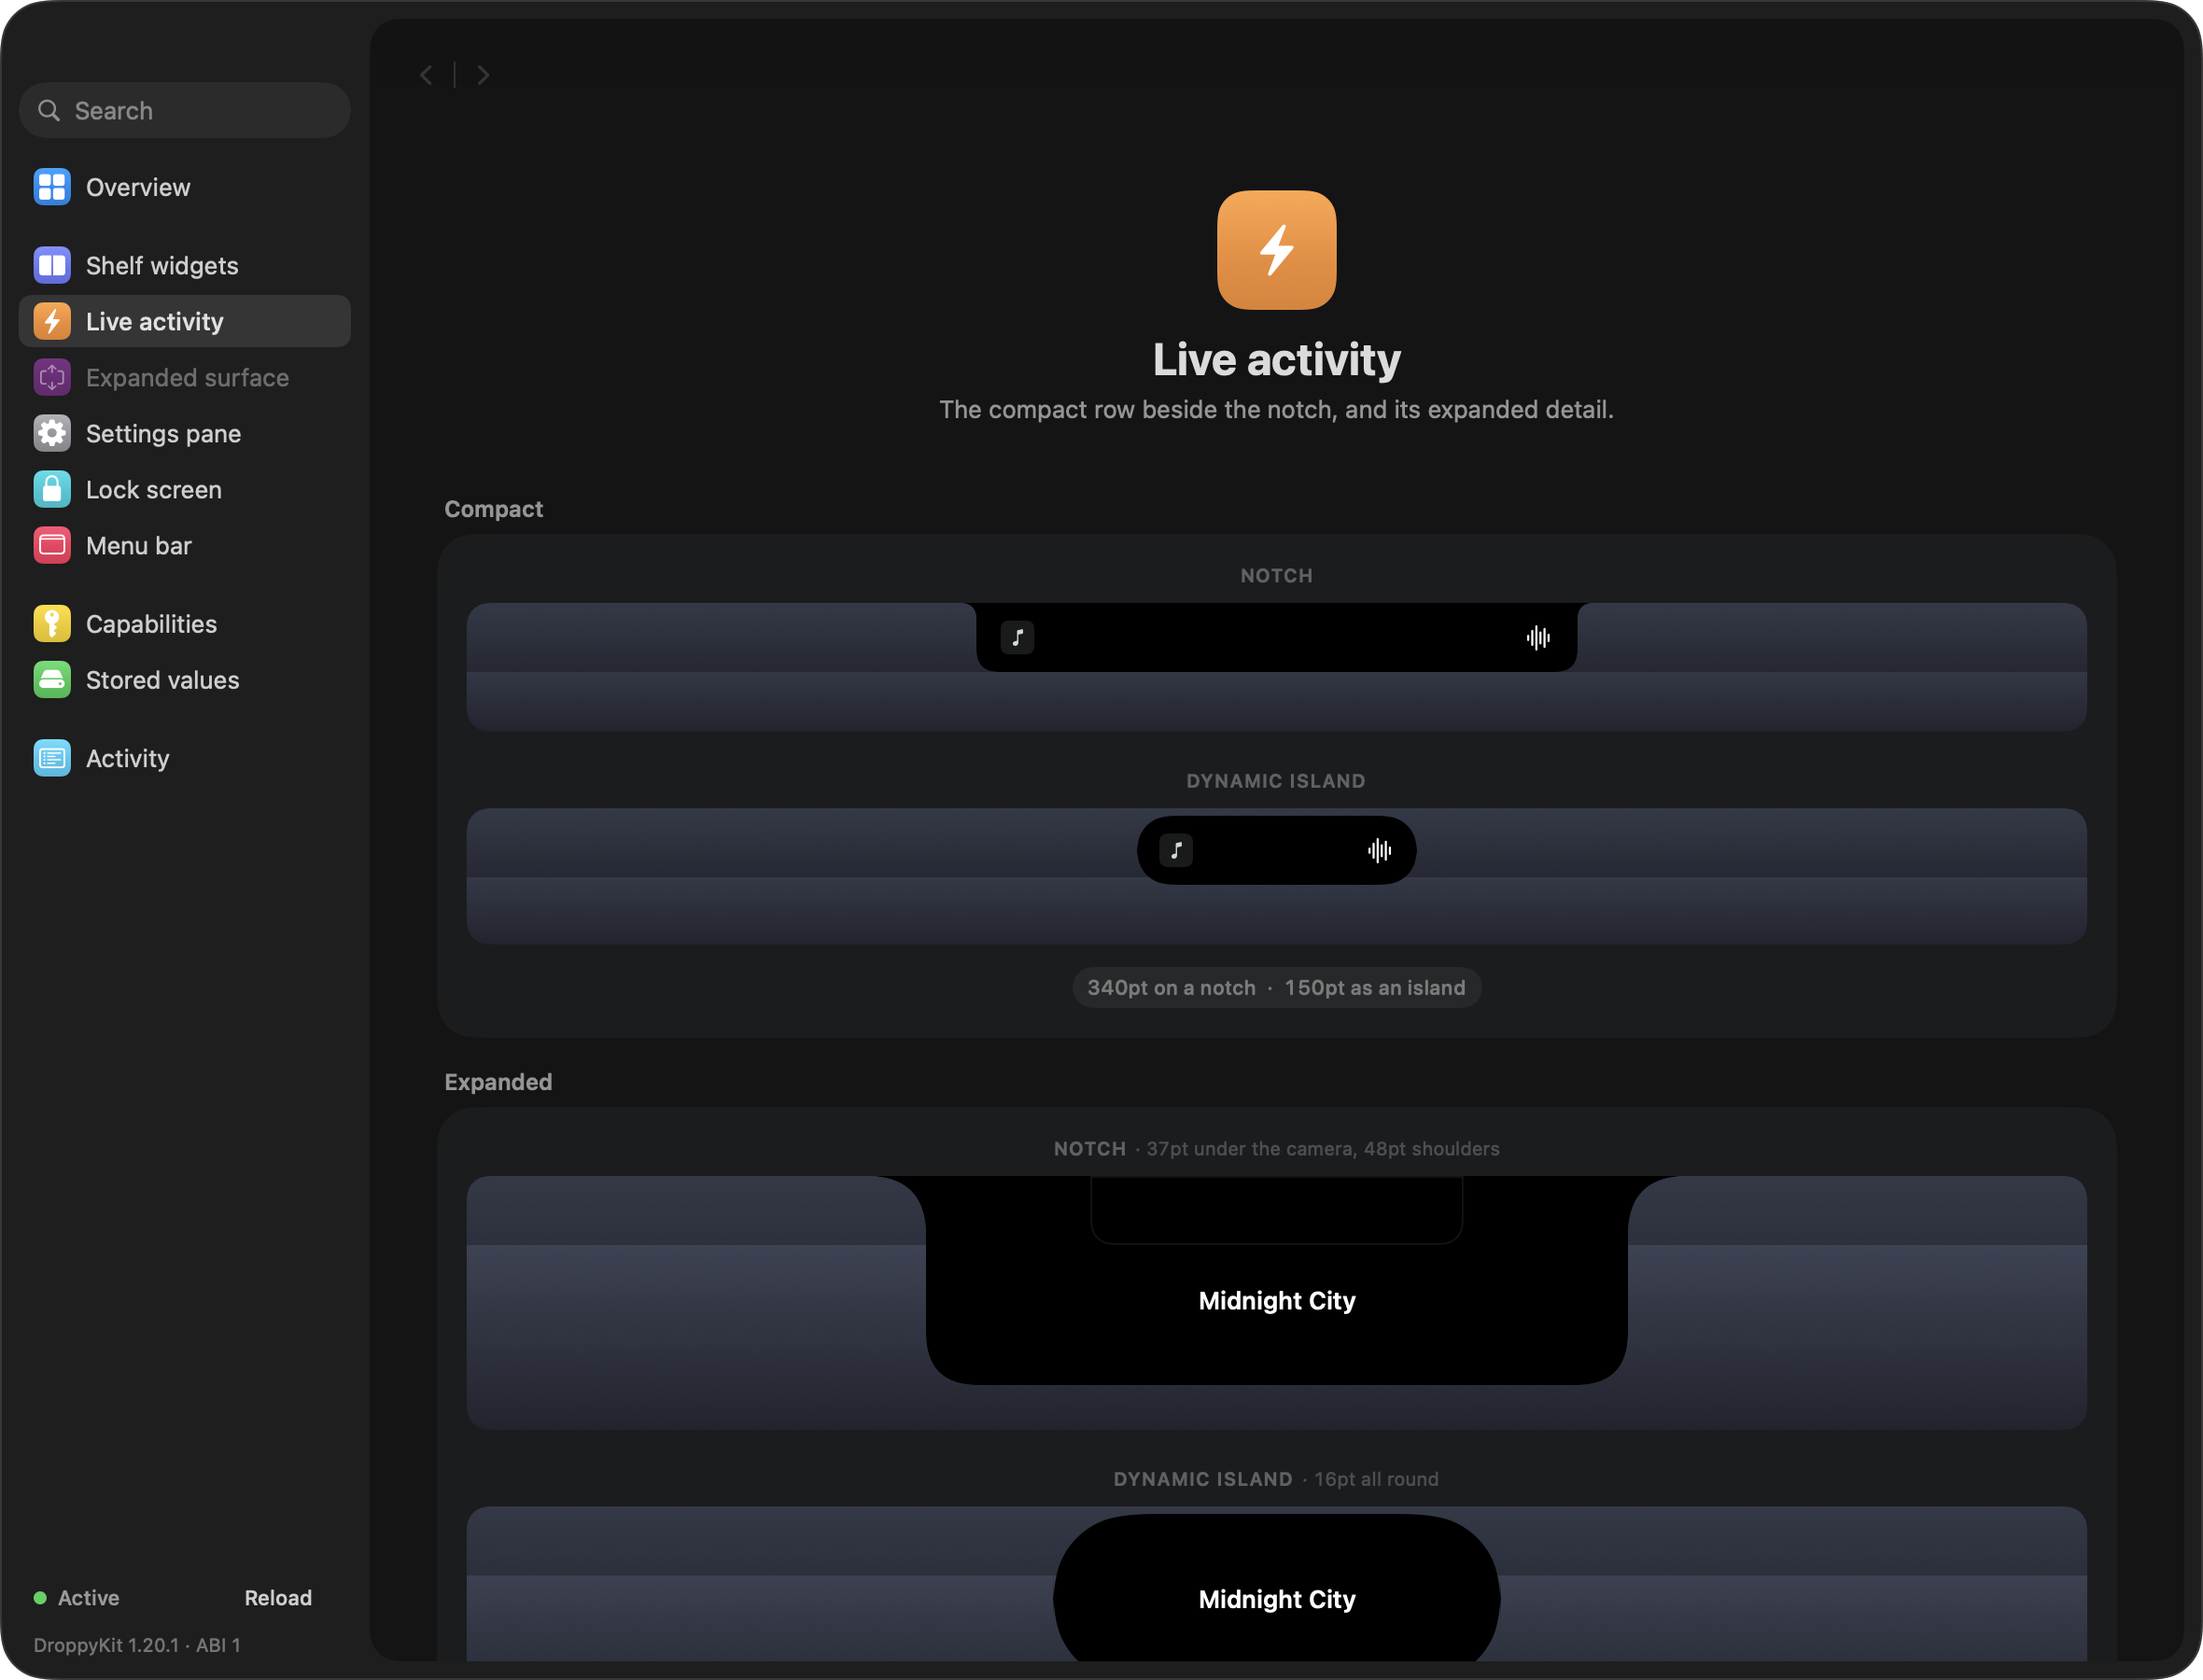 Search
Overview
Shelf widgets
Live activity
Expanded surface
Settings pane
Lock screen
Menu bar
Capabilities
Stored values
Activity
Active
Reload
DroppyKit 1.20.1 · ABI 1
Live activity
The compact row beside the notch, and its expanded detail.
Compact
NOTCH
DYNAMIC ISLAND
340pt on a notch · 150pt as an island
Expanded
NOTCH · 37pt under the camera, 48pt shoulders
Midnight City
DYNAMIC ISLAND · 16pt all round
Midnight City